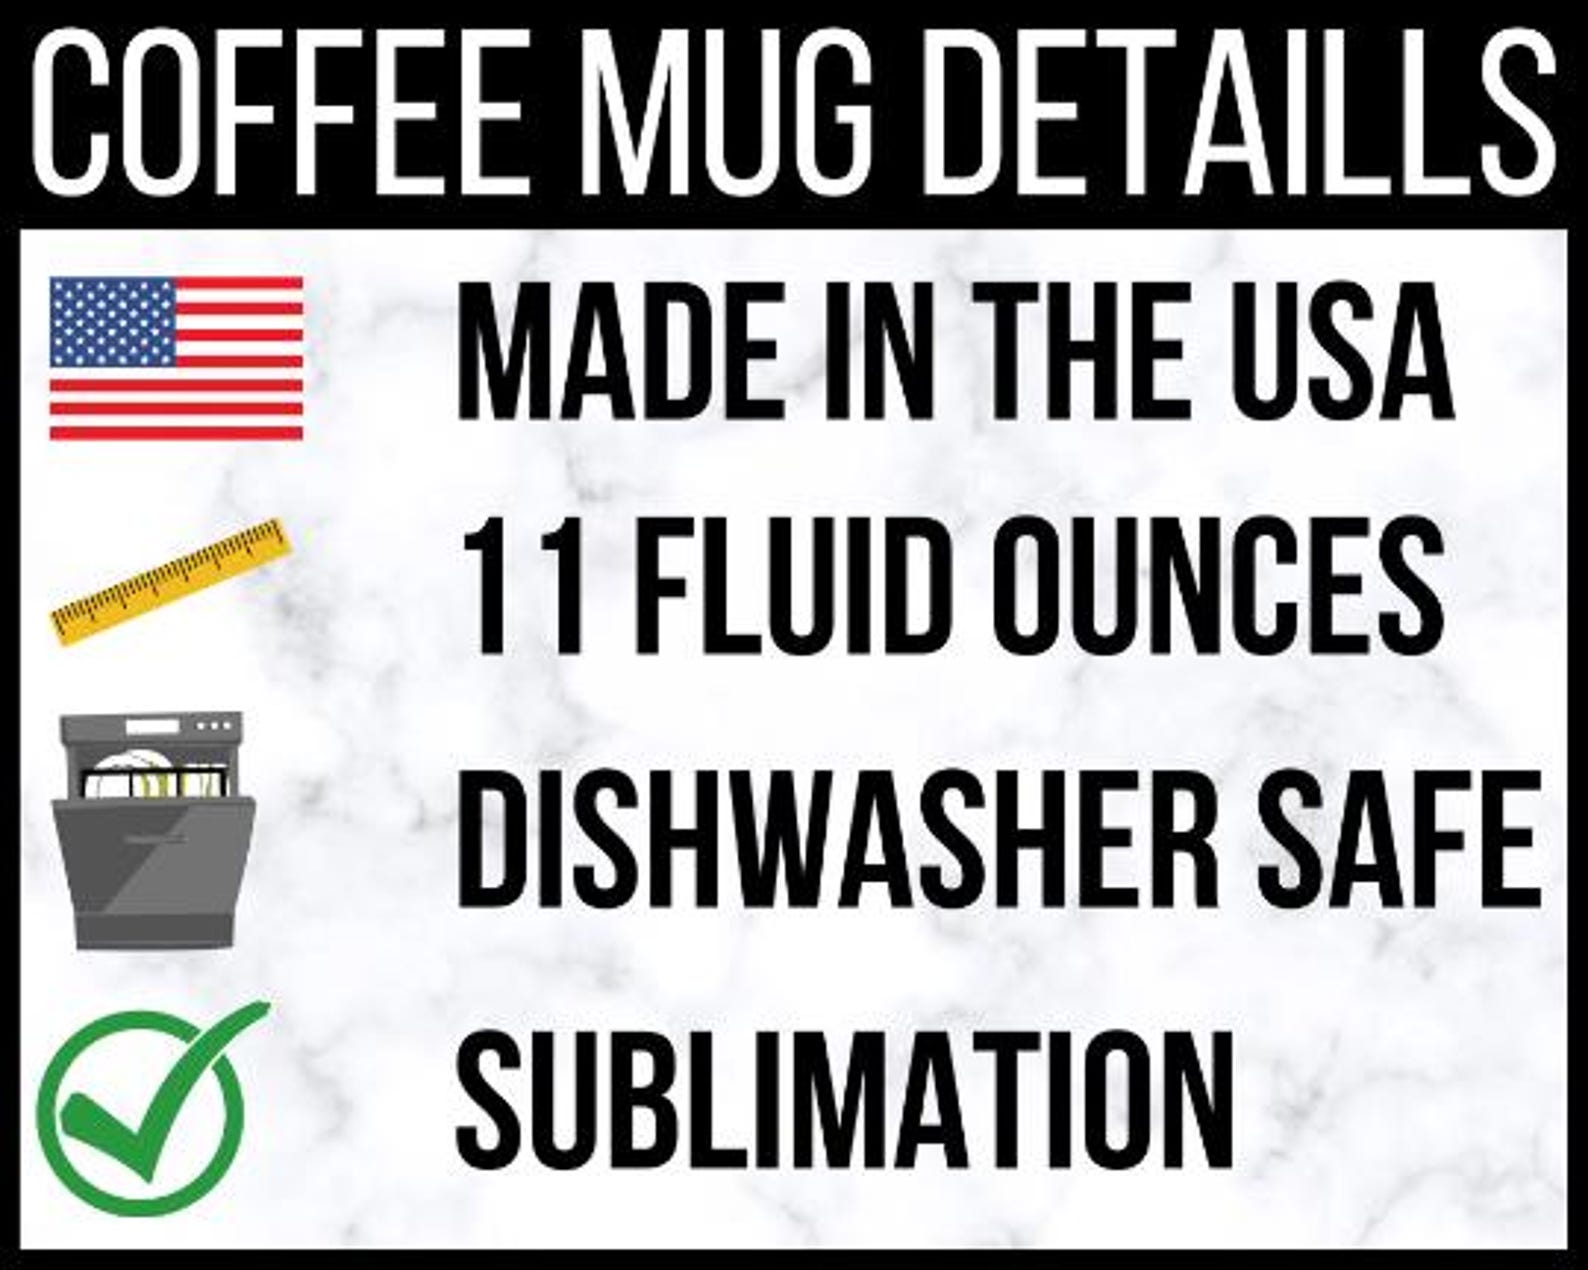 COFFEE MUG DETAILLS
MADE IN THE USA
11 FLUID OUNCES
DISHWASHER SAFE
SUBLIMATION